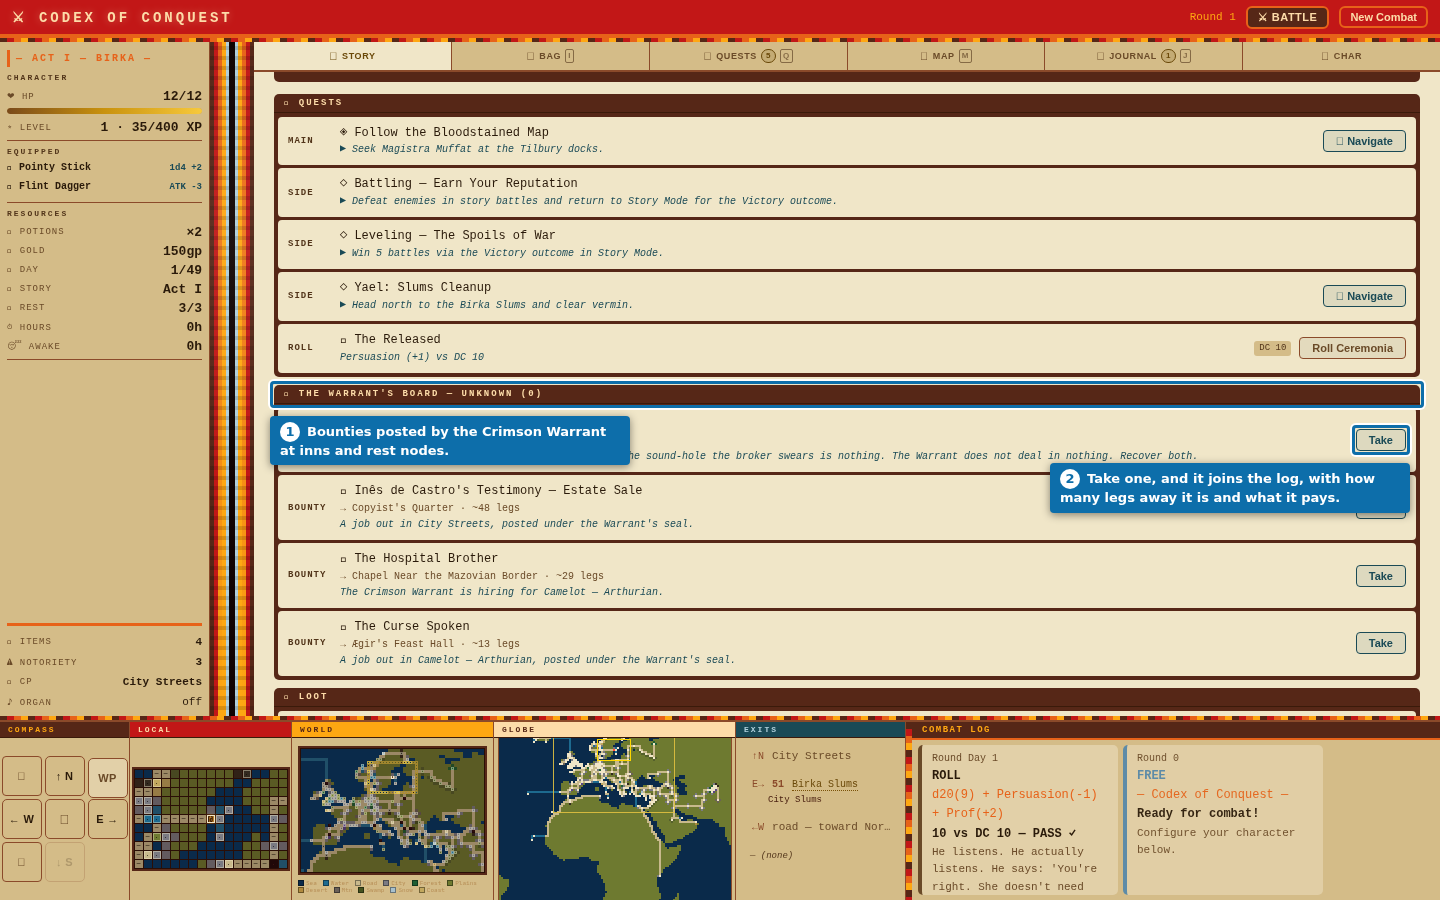 ⚔ CODEX OF CONQUEST
Round 1
⚔ BATTLE
New Combat
— ACT I — BIRKA —
CHARACTER
❤ HP 12/12
LEVEL 1 · 35/400 XP
EQUIPPED
Pointy Stick 1d4 +2
Flint Dagger ATK -3
RESOURCES
POTIONS ×2
GOLD 150gp
DAY 1/49
STORY Act I
REST 3/3
HOURS 0h
😴 AWAKE 0h
ITEMS 4
NOTORIETY 3
CP City Streets
♪ ORGAN off
STORY
BAG I
QUESTS 5 Q
MAP M
JOURNAL 1 J
CHAR
QUESTS
MAIN
◈ Follow the Bloodstained Map
▶ Seek Magistra Muffat at the Tilbury docks.
Navigate
SIDE
◇ Battling — Earn Your Reputation
▶ Defeat enemies in story battles and return to Story Mode for the Victory outcome.
SIDE
◇ Leveling — The Spoils of War
▶ Win 5 battles via the Victory outcome in Story Mode.
SIDE
◇ Yael: Slums Cleanup
▶ Head north to the Birka Slums and clear vermin.
Navigate
ROLL
The Released
Persuasion (+1) vs DC 10
DC 10
Roll Ceremonia
THE WARRANT'S BOARD — UNKNOWN (0)
1 Bounties posted by the Crimson Warrant
at inns and rest nodes.
Take
he sound-hole the broker swears is nothing. The Warrant does not deal in nothing. Recover both.
2 Take one, and it joins the log, with how
many legs away it is and what it pays.
BOUNTY
Inês de Castro's Testimony — Estate Sale
→ Copyist's Quarter · ~48 legs
A job out in City Streets, posted under the Warrant's seal.
BOUNTY
The Hospital Brother
→ Chapel Near the Mazovian Border · ~29 legs
The Crimson Warrant is hiring for Camelot — Arthurian.
Take
BOUNTY
The Curse Spoken
→ Ægir's Feast Hall · ~13 legs
A job out in Camelot — Arthurian, posted under the Warrant's seal.
Take
LOOT
COMPASS
↑ N
WP
← W
E →
↓ S
LOCAL
WORLD
GLOBE
EXITS
↑N City Streets
E→ 51 Birka Slums
City Slums
←W road — toward Nor…
— (none)
COMBAT LOG
Round Day 1
ROLL
d20(9) + Persuasion(-1)
+ Prof(+2)
10 vs DC 10 — PASS ✓
He listens. He actually
listens. He says: 'You're
right. She doesn't need
Round 0
FREE
— Codex of Conquest —
Ready for combat!
Configure your character
below.